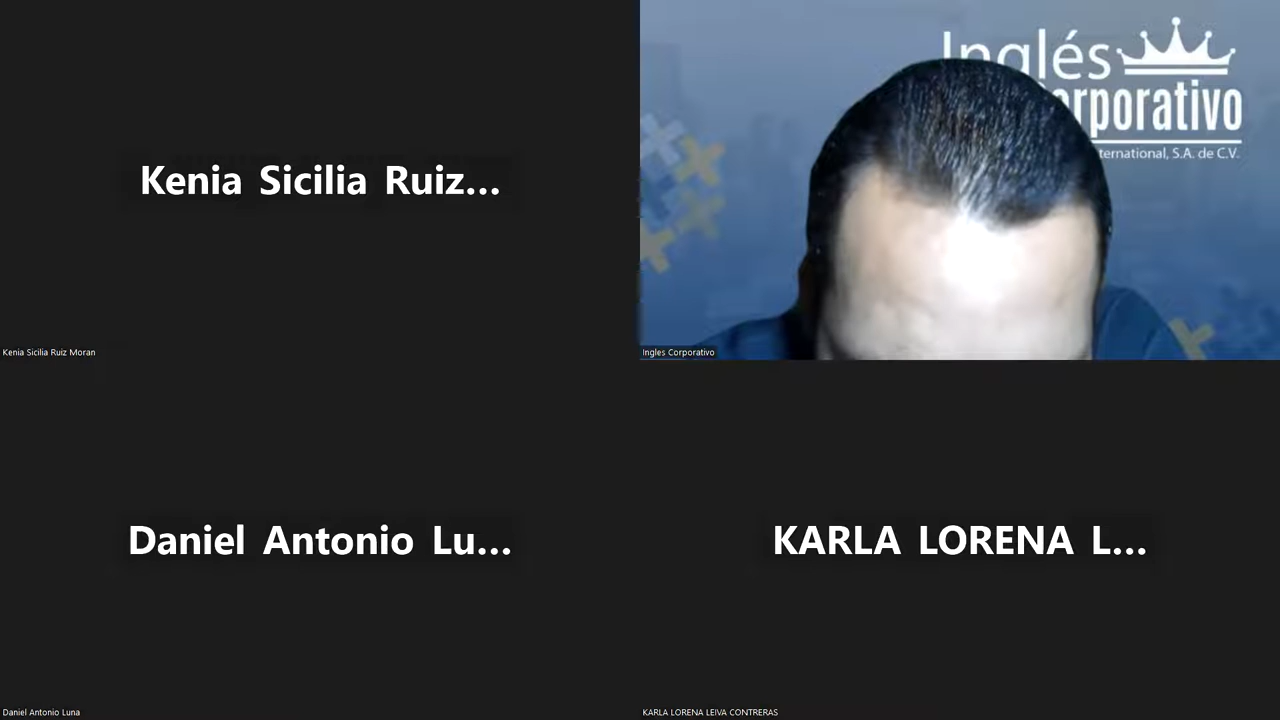 Kenia Sicilia Ruiz...
Kenia Sicilia Ruiz Moran
Inglés
orporativo
ternational, S.A. de C.V.
Ingles Corporativo
Daniel Antonio Lu...
Daniel Antonio Luna
KARLA LORENA L...
KARLA LORENA LEIVA CONTRERAS